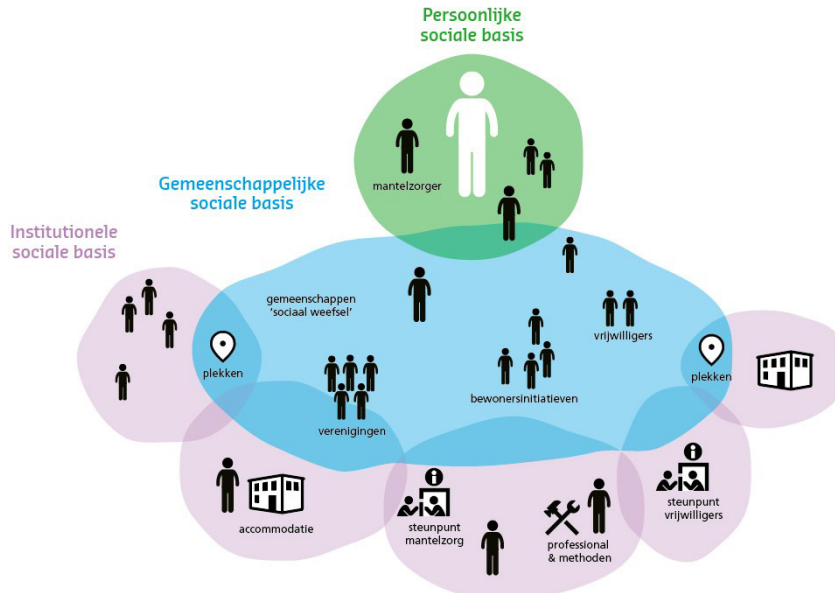 Persoonlijke
sociale basis
mantelzorger
Gemeenschappelijke
sociale basis
Institutionele
sociale basis
gemeenschappen
'sociaal weefsel'
vrijwilligers
plekken
plekken
bewonersinitiatieven
verenigingen
accommodatie
steunpunt
mantelzorg
professional
& methoden
steunpunt
vrijwilligers